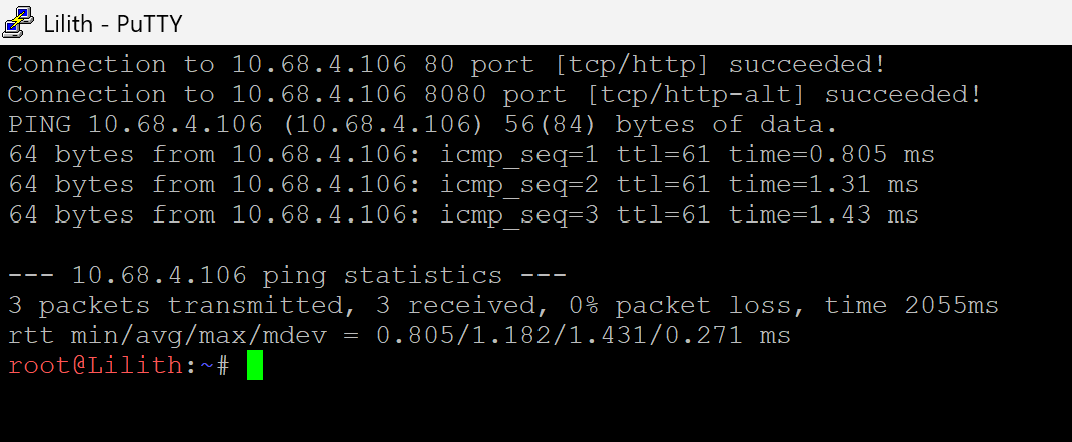 Lilith - PuTTY
Connection to 10.68.4.106 80 port [tcp/http] succeeded!
Connection to 10.68.4.106 8080 port [tcp/http-alt] succeeded!
PING 10.68.4.106 (10.68.4.106) 56(84) bytes of data.
64 bytes from 10.68.4.106: icmp_seq=1 ttl=61 time=0.805 ms
64 bytes from 10.68.4.106: icmp_seq=2 ttl=61 time=1.31 ms
64 bytes from 10.68.4.106: icmp_seq=3 ttl=61 time=1.43 ms
--- 10.68.4.106 ping statistics ---
3 packets transmitted, 3 received, 0% packet loss, time 2055ms
rtt min/avg/max/mdev = 0.805/1.182/1.431/0.271 ms
root@Lilith:~#